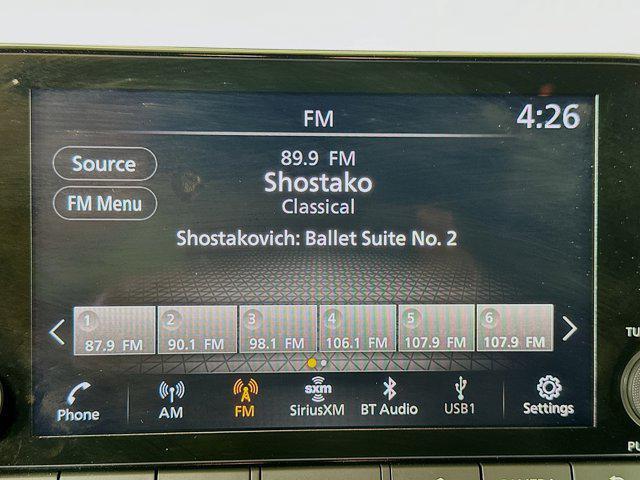 FM 4:26
Source
89.9 FM
Shostako
FM Menu
Classical
Shostakovich: Ballet Suite No. 2
1 2 3 4 5 6
87.9 FM 90.1 FM 98.1 FM 106.1 FM 107.9 FM 107.9 FM
sxm
Phone AM FM SiriusXM BT Audio USB1 Settings